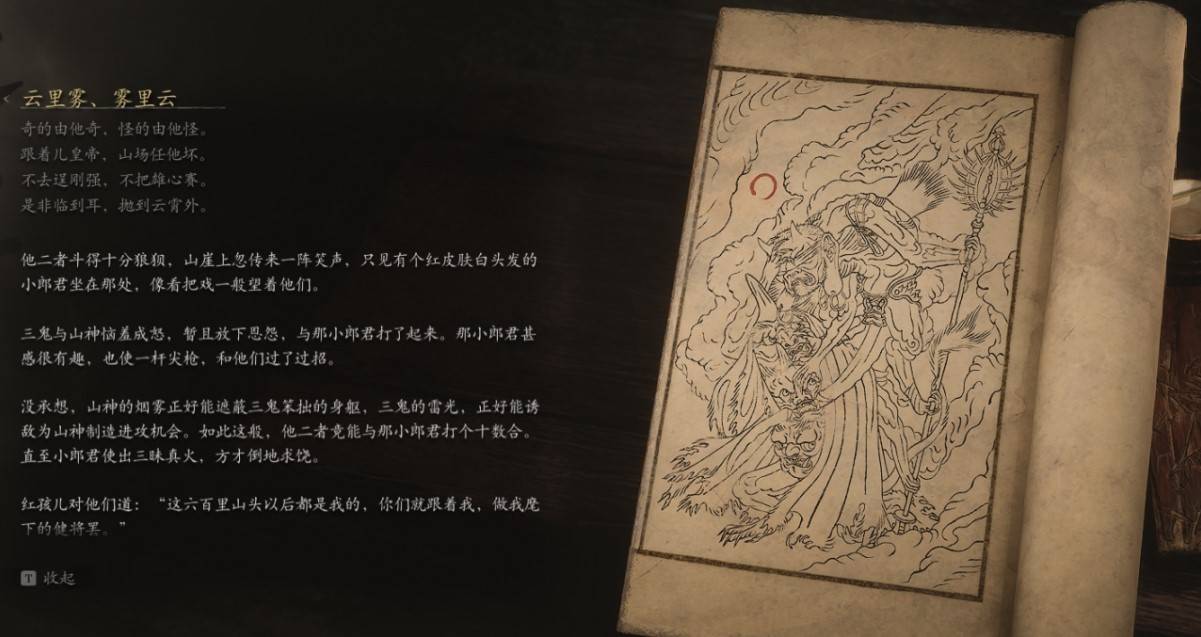 云里雾、雾里云
奇的由他奇，怪的由他怪。
跟着儿皇帝，山场任他坏。
不去逞刚强，不把雄心赛。
是非临到耳，抛到云霄外。
他二者斗得十分狼狈，山崖上忽传来一阵笑声，只见有个红皮肤白头发的
小郎君坐在那处，像看把戏一般望着他们。
三鬼与山神恼羞成怒，暂且放下恩怨，与那小郎君打了起来。那小郎君甚
感很有趣，也使一杆尖枪，和他们过了过招。
没承想，山神的烟雾正好能遮蔽三鬼笨拙的身躯，三鬼的雷光，正好能诱
敌为山神制造进攻机会。如此这般，他二者竟能与那小郎君打个十数合。
直至小郎君使出三昧真火，方才倒地求饶。
红孩儿对他们道：“这六百里山头以后都是我的，你们就跟着我，做我麾
下的健将罢。”
T 收起